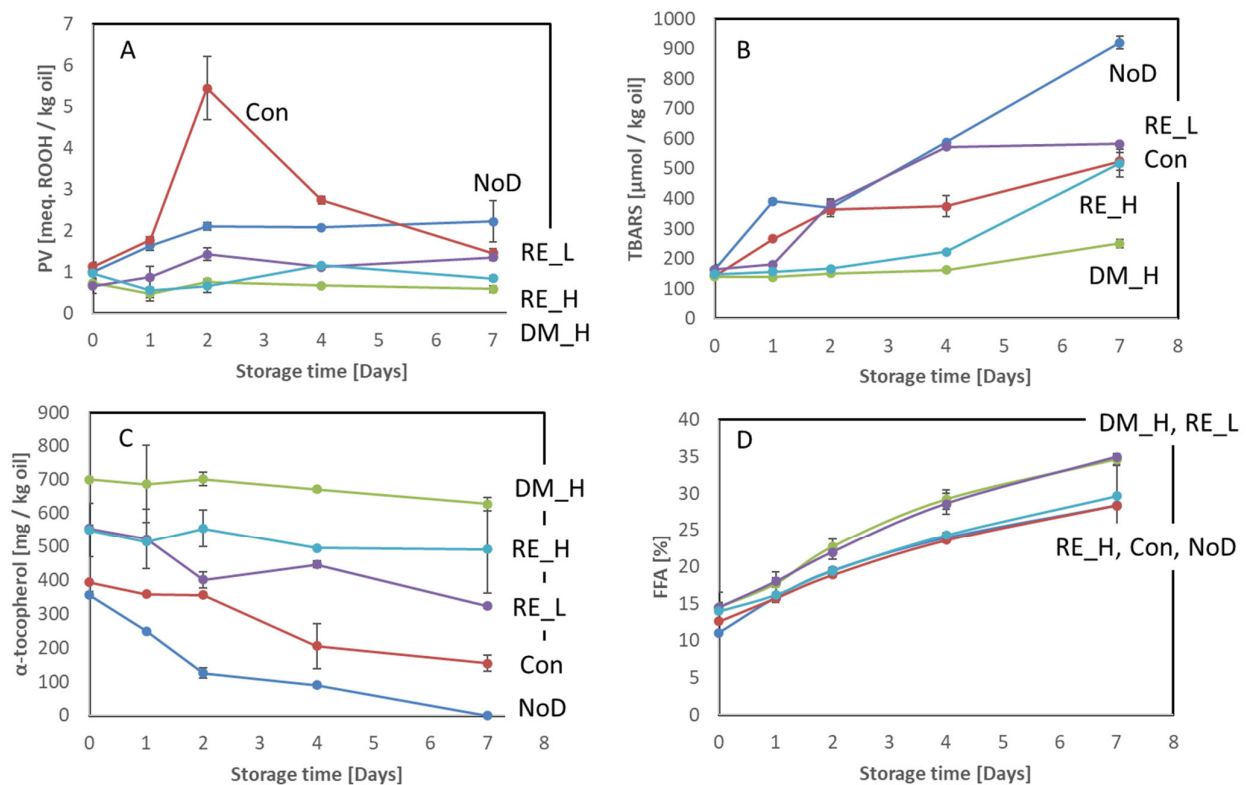 A
PV [meq. ROOH / kg oil]
7
6
5
4
3
2
1
0
Con
NoD
RE_L
RE_H
DM_H
0 1 2 3 4 5 6 7
Storage time [Days]
B
TBARS [µmol / kg oil]
1000
900
800
700
600
500
400
300
200
100
0
NoD
RE_L
Con
RE_H
DM_H
0 1 2 3 4 5 6 7 8
Storage time [Days]
C
α-tocopherol [mg / kg oil]
900
800
700
600
500
400
300
200
100
0
DM_H
RE_H
RE_L
Con
NoD
0 1 2 3 4 5 6 7 8
Storage time [Days]
D
FFA [%]
40
35
30
25
20
15
10
5
0
DM_H, RE_L
RE_H, Con, NoD
0 1 2 3 4 5 6 7 8
Storage time [Days]